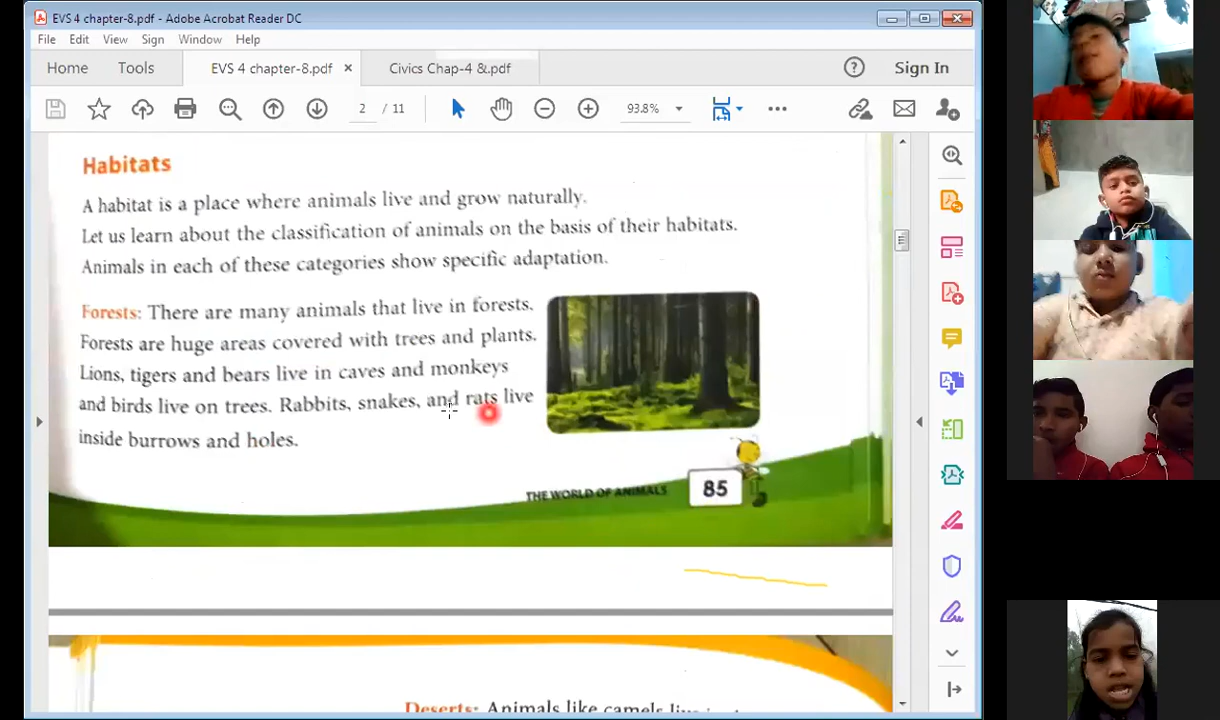 EVS 4 chapter-8.pdf - Adobe Acrobat Reader DC
File Edit View Sign Window Help
Home Tools EVS 4 chapter-8.pdf × Civics Chap-4 &.pdf Sign In
2 / 11 93.8%
Habitats
A habitat is a place where animals live and grow naturally.
Let us learn about the classification of animals on the basis of their habitats.
Animals in each of these categories show specific adaptation.
Forests: There are many animals that live in forests.
Forests are huge areas covered with trees and plants.
Lions, tigers and bears live in caves and monkeys
and birds live on trees. Rabbits, snakes, and rats live
inside burrows and holes.
THE WORLD OF ANIMALS 85
Deserts: Animals like camels live